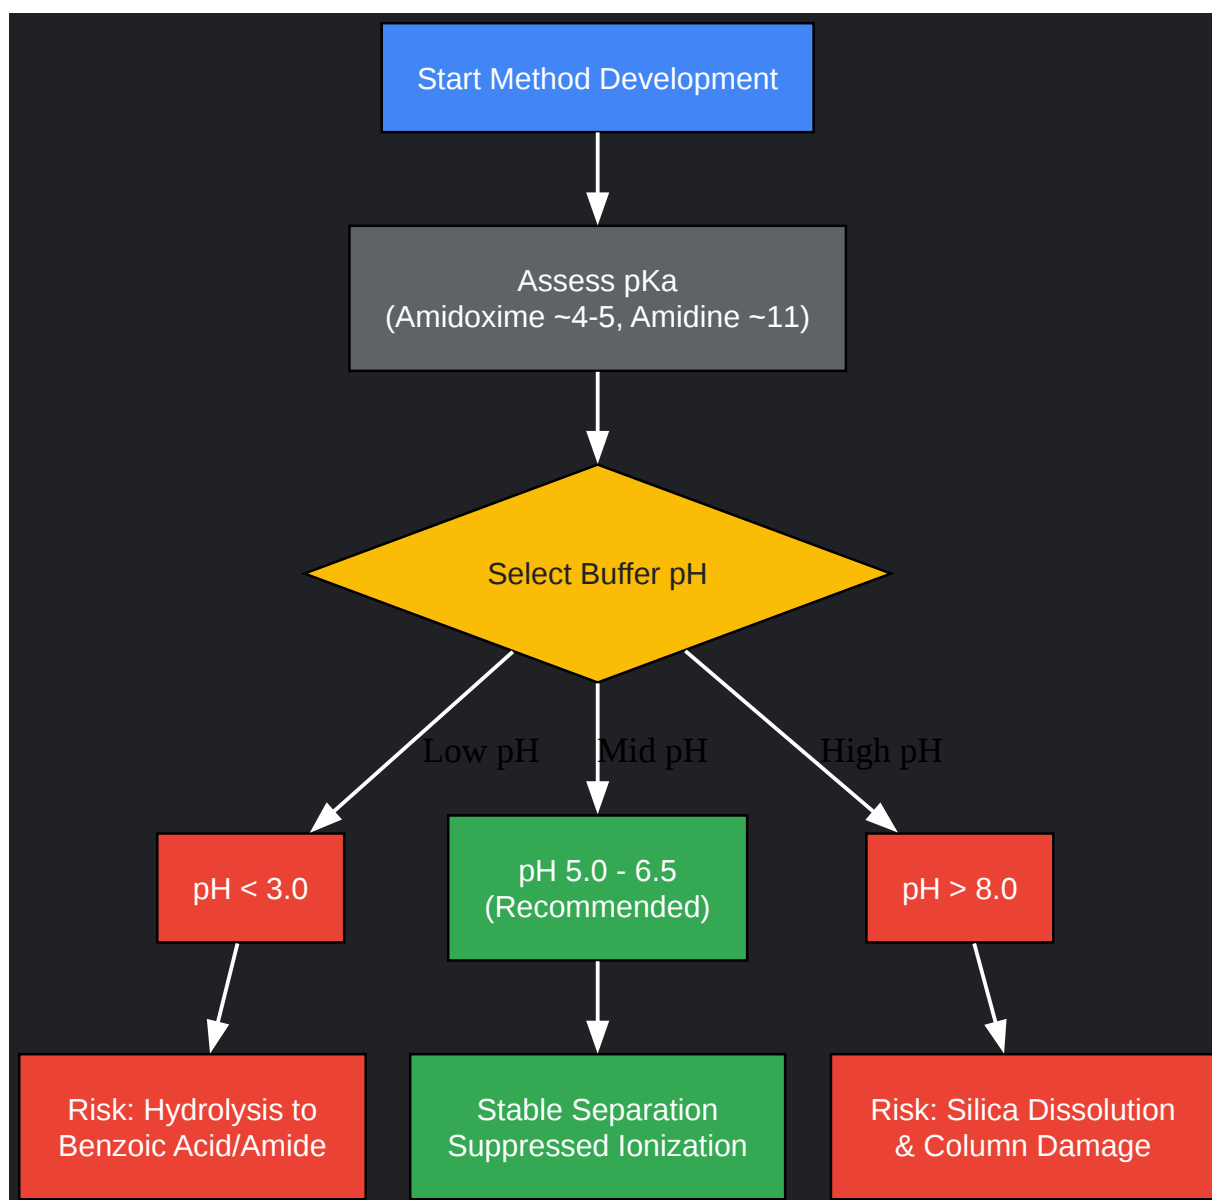 Start Method Development
Assess pKa
(Amidoxime ~4-5, Amidine ~11)
Select Buffer pH
Low pH
Mid pH
High pH
pH < 3.0
pH 5.0 - 6.5
(Recommended)
pH > 8.0
Risk: Hydrolysis to
Benzoic Acid/Amide
Stable Separation
Suppressed Ionization
Risk: Silica Dissolution
& Column Damage